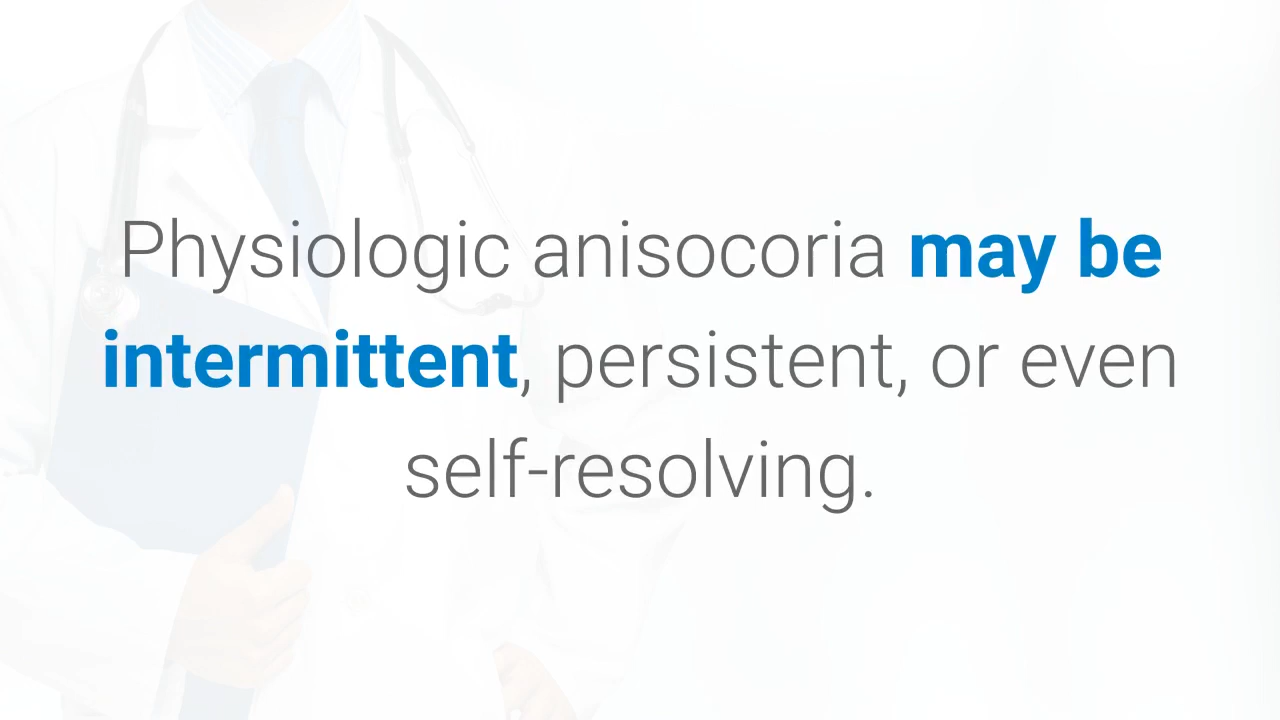 Physiologic anisocoria may be
intermittent, persistent, or even
self-resolving.